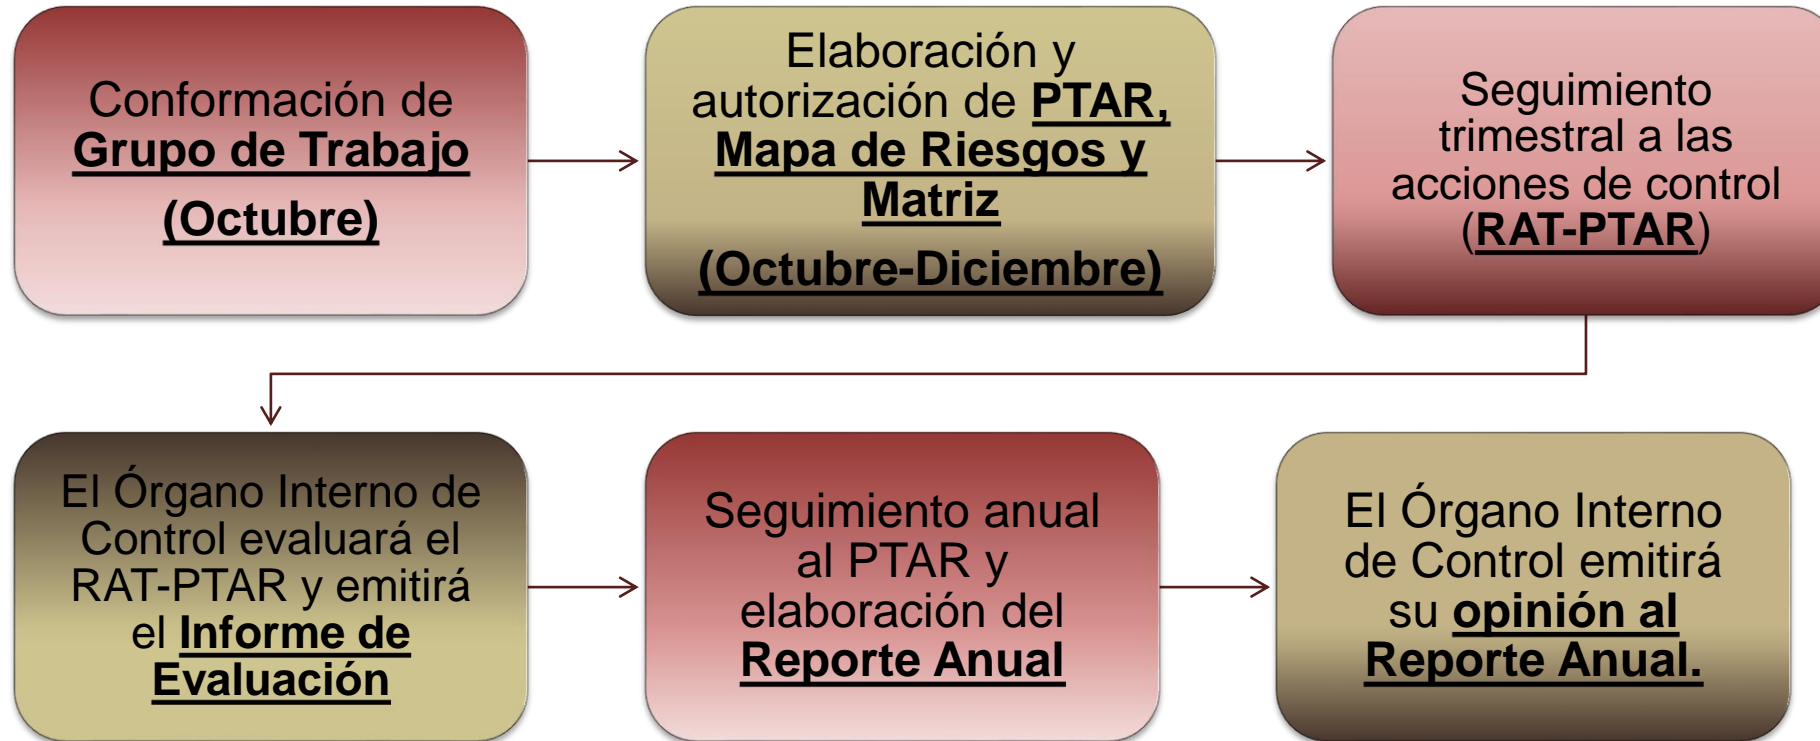 Conformación de
Grupo de Trabajo
(Octubre)
Elaboración y
autorización de PTAR,
Mapa de Riesgos y
Matriz
(Octubre-Diciembre)
Seguimiento
trimestral a las
acciones de control
(RAT-PTAR)
El Órgano Interno de
Control evaluará el
RAT-PTAR y emitirá
el Informe de
Evaluación
Seguimiento anual
al PTAR y
elaboración del
Reporte Anual
El Órgano Interno
de Control emitirá
su opinión al
Reporte Anual.